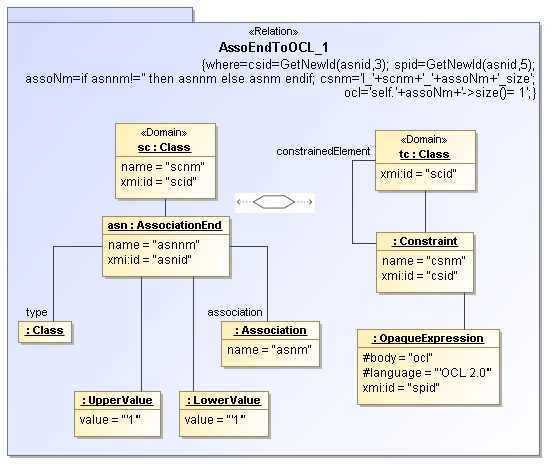 «Relation»
AssoEndToOCL_1
{where=csid=GetNewId(asnid,3); spid=GetNewId(asnid,5);
assoNm=if asnnm!='' then asnnm else asnm endif; csnm='I_'+scnm+'_'+assoNm+'_size';
ocl='self.'+assoNm+'->size()= 1';}
«Domain»
sc : Class
name = "scnm"
xmi:id = "scid"
constrainedElement
«Domain»
tc : Class
xmi:id = "scid"
asn : AssociationEnd
name = "asnnm"
xmi:id = "asnid"
: Constraint
name = "csnm"
xmi:id = "csid"
type
: Class
association
: Association
name = "asnm"
: OpaqueExpression
#body = "ocl"
#language = "'OCL 2.0'"
xmi:id = "spid"
: UpperValue
value = "'1'"
: LowerValue
value = "'1'"